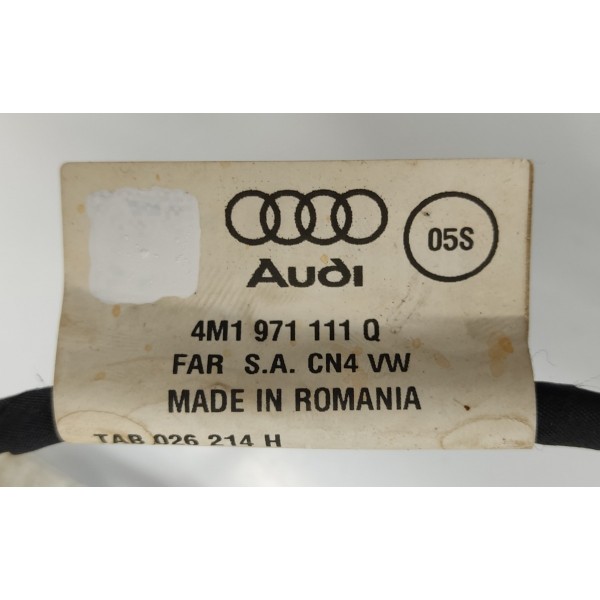 Audi
05S
4M1 971 111 Q
FAR S.A. CN4 VW
MADE IN ROMANIA
TAB 026 214 H